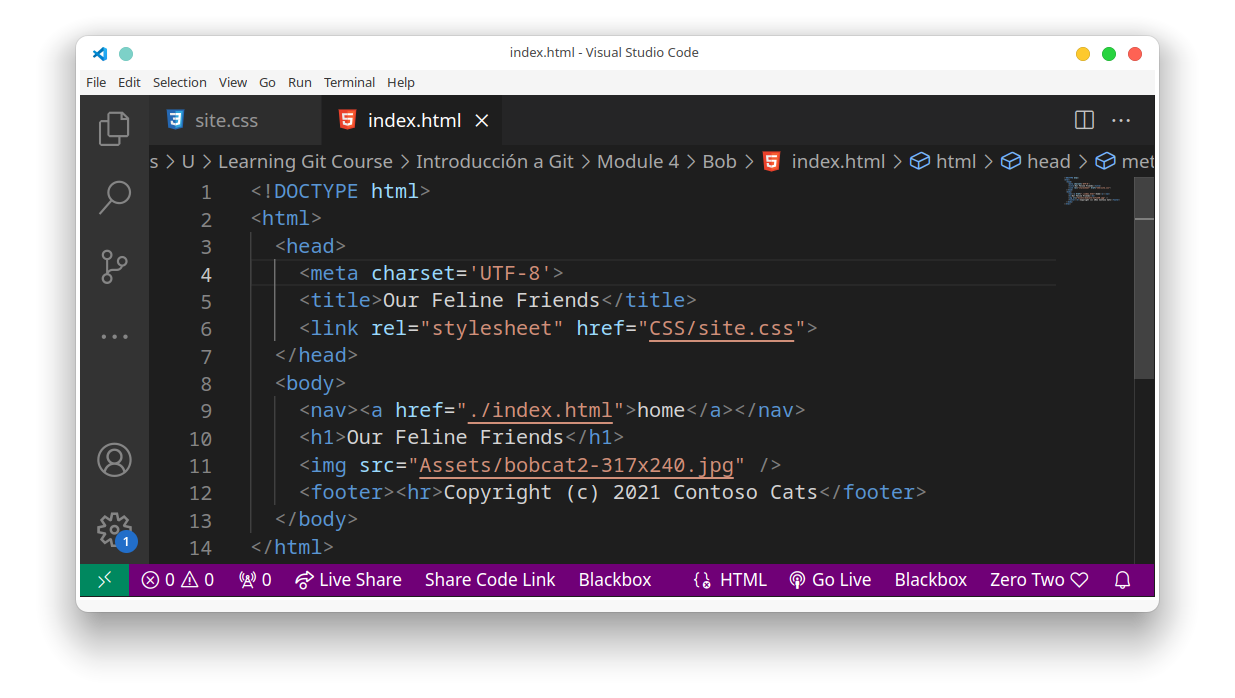 index.html - Visual Studio Code
File Edit Selection View Go Run Terminal Help
site.css index.html
s > U > Learning Git Course > Introducción a Git > Module 4 > Bob > index.html > html > head > met
1 <!DOCTYPE html>
2 <html>
3 <head>
4 <meta charset='UTF-8'>
5 <title>Our Feline Friends</title>
6 <link rel="stylesheet" href="CSS/site.css">
7 </head>
8 <body>
9 <nav><a href="./index.html">home</a></nav>
10 <h1>Our Feline Friends</h1>
11 <img src="Assets/bobcat2-317x240.jpg" />
12 <footer><hr>Copyright (c) 2021 Contoso Cats</footer>
13 </body>
14 </html>
1
0 0 0 Live Share Share Code Link Blackbox HTML Go Live Blackbox Zero Two ♡